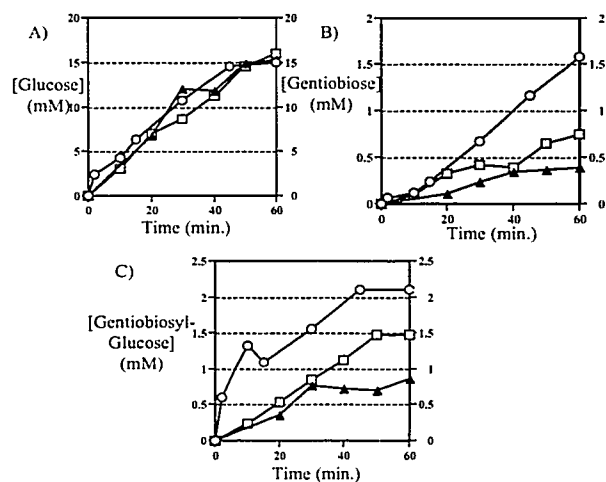 A)
[Glucose]
(mM)
20 20
15 15
10 10
5 5
0 0
0 20 40 60
Time (min.)
B)
[Gentiobiose]
(mM)
2 2
1.5 1.5
1 1
0.5 0.5
0 0
0 20 40 60
Time (min.)
C)
[Gentiobiosyl-
Glucose]
(mM)
2.5 2.5
2 2
1.5 1.5
1 1
0.5 0.5
0 0
0 20 40 60
Time (min.)